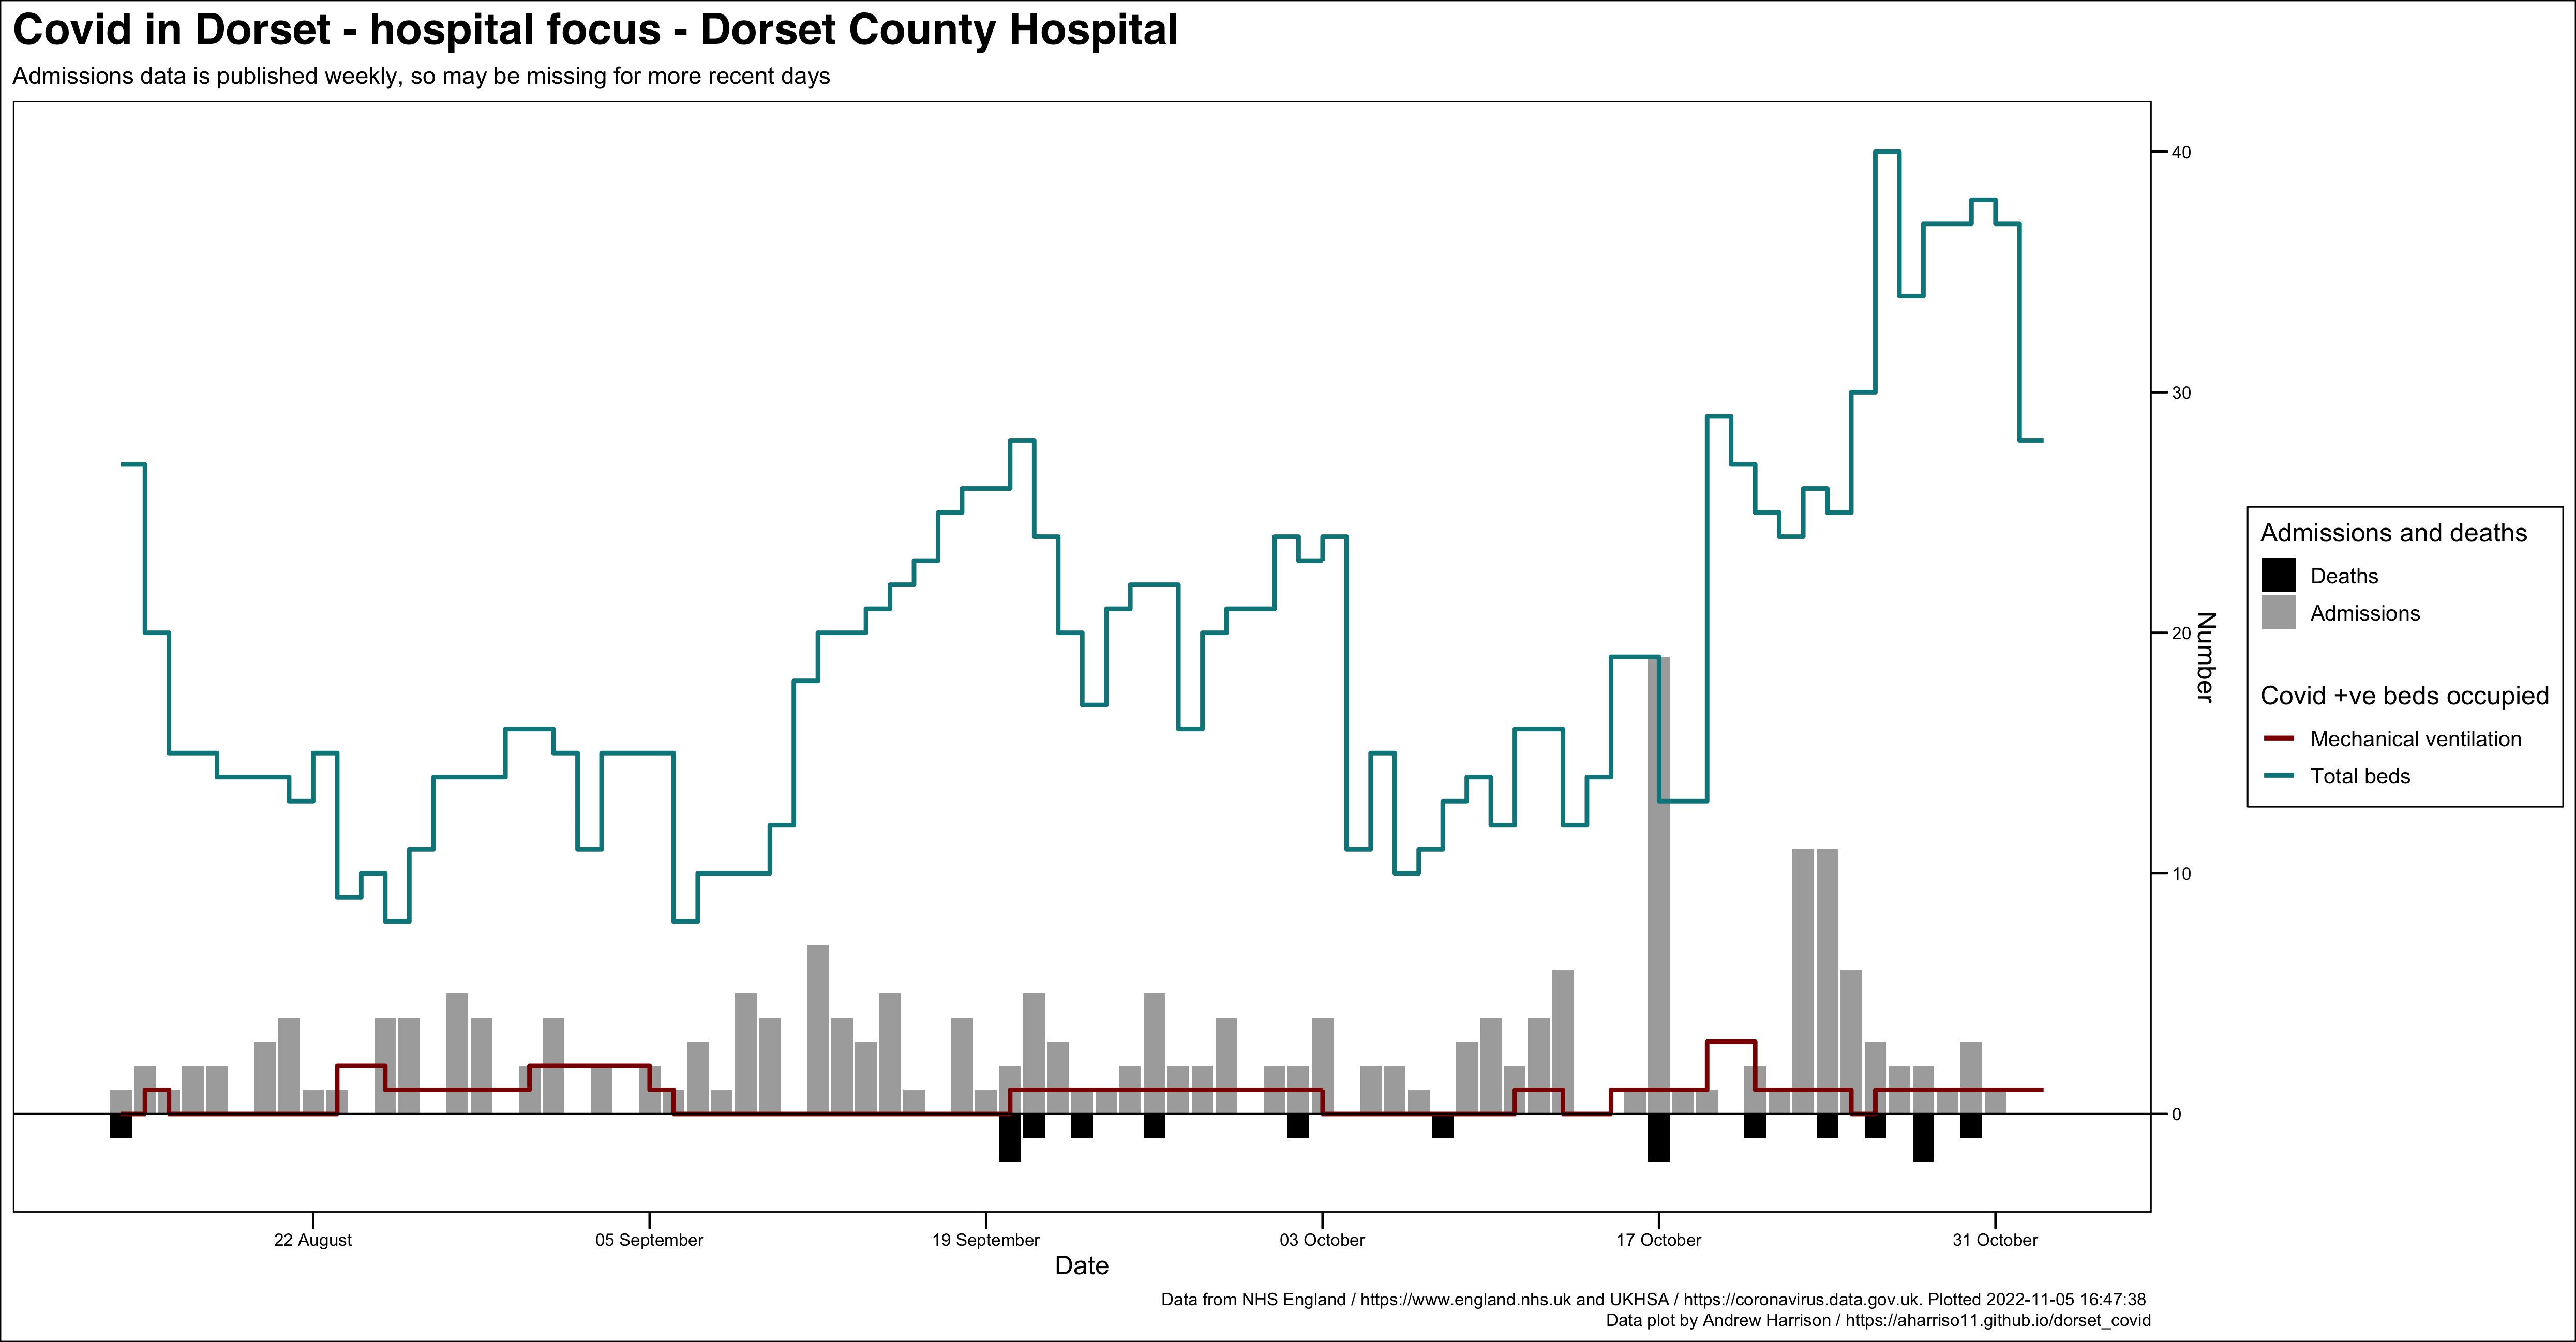 Covid in Dorset - hospital focus - Dorset County Hospital
Admissions data is published weekly, so may be missing for more recent days
40
30
20
10
0
Number
Admissions and deaths
Deaths
Admissions
Covid +ve beds occupied
Mechanical ventilation
Total beds
22 August
05 September
19 September
03 October
17 October
31 October
Date
Data from NHS England / https://www.england.nhs.uk and UKHSA / https://coronavirus.data.gov.uk. Plotted 2022-11-05 16:47:38
Data plot by Andrew Harrison / https://aharriso11.github.io/dorset_covid